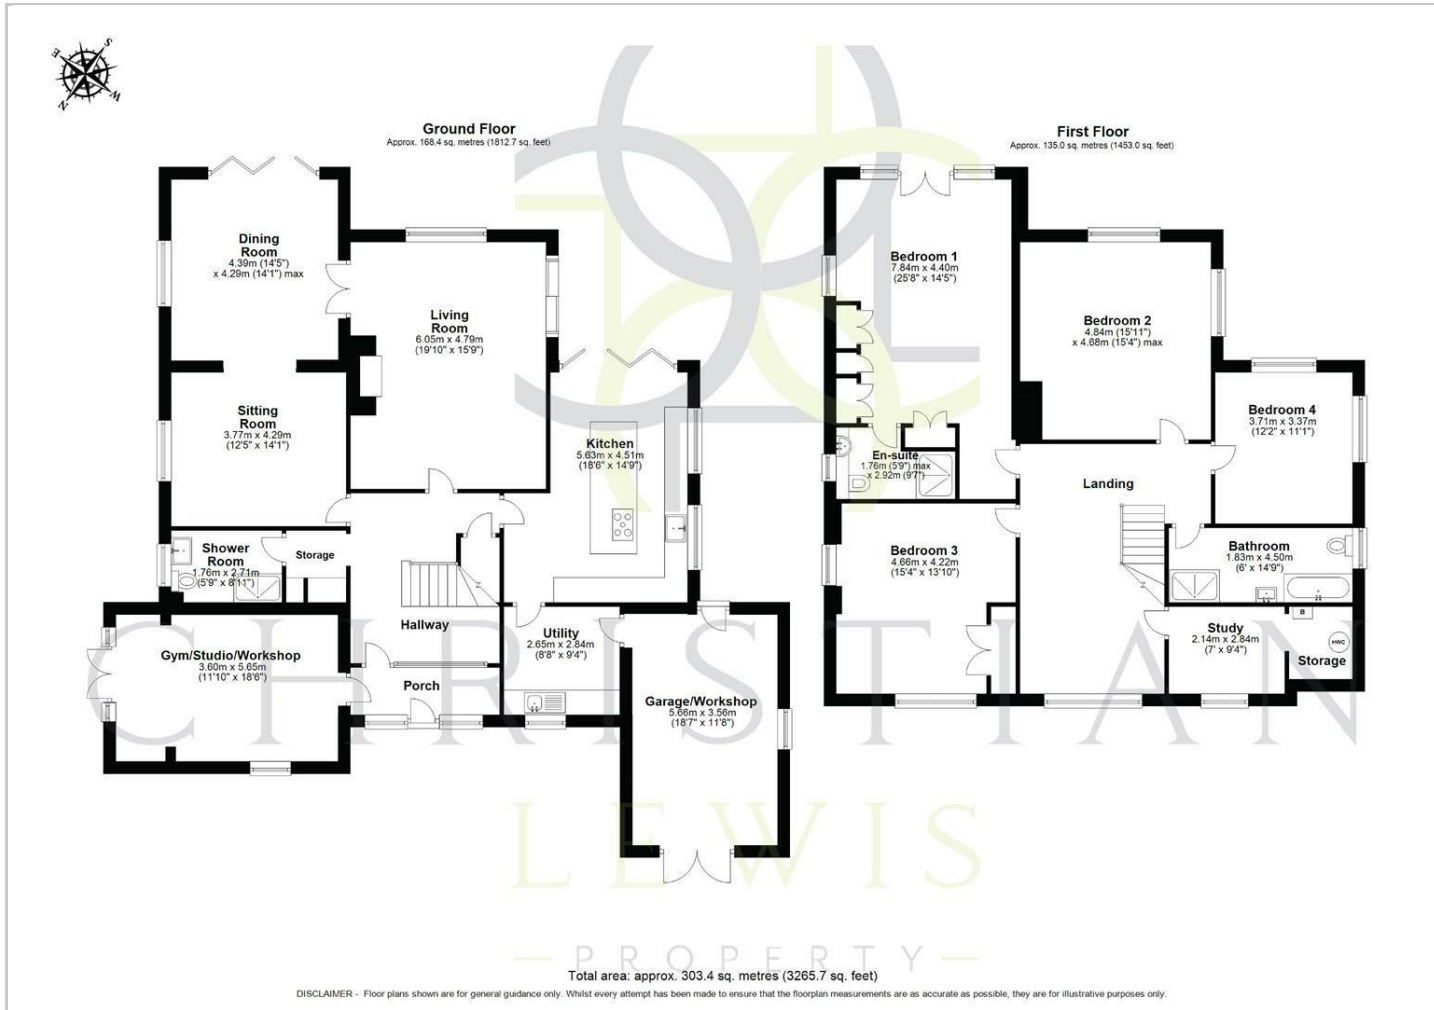 S
E
W
N
Ground Floor
Approx. 168.4 sq. metres (1812.7 sq. feet)
Dining
Room
4.39m (14'5")
x 4.29m (14'1") max
Living
Room
6.05m x 4.79m
(19'10" x 15'9")
Sitting
Room
3.77m x 4.29m
(12'5" x 14'1")
Kitchen
5.63m x 4.51m
(18'6" x 14'9")
Shower
Room
1.76m x 2.71m
(5'9" x 8'11")
Storage
Hallway
Utility
2.65m x 2.84m
(8'8" x 9'4")
Gym/Studio/Workshop
3.60m x 5.65m
(11'10" x 18'6")
Porch
Garage/Workshop
5.66m x 3.56m
(18'7" x 11'8")
First Floor
Approx. 135.0 sq. metres (1453.0 sq. feet)
Bedroom 1
7.84m x 4.40m
(25'8" x 14'5")
Bedroom 2
4.84m (15'11")
x 4.68m (15'4") max
Bedroom 4
3.71m x 3.37m
(12'2" x 11'1")
En-suite
1.76m (5'9") max
x 2.92m (9'7")
Landing
Bedroom 3
4.66m x 4.22m
(15'4" x 13'10")
Bathroom
1.83m x 4.50m
(6' x 14'9")
Study
2.14m x 2.84m
(7' x 9'4")
B
HWC
Storage
CHRISTIAN
LEWIS
PROPERTY
Total area: approx. 303.4 sq. metres (3265.7 sq. feet)
DISCLAIMER - Floor plans shown are for general guidance only. Whilst every attempt has been made to ensure that the floorplan measurements are as accurate as possible, they are for illustrative purposes only.